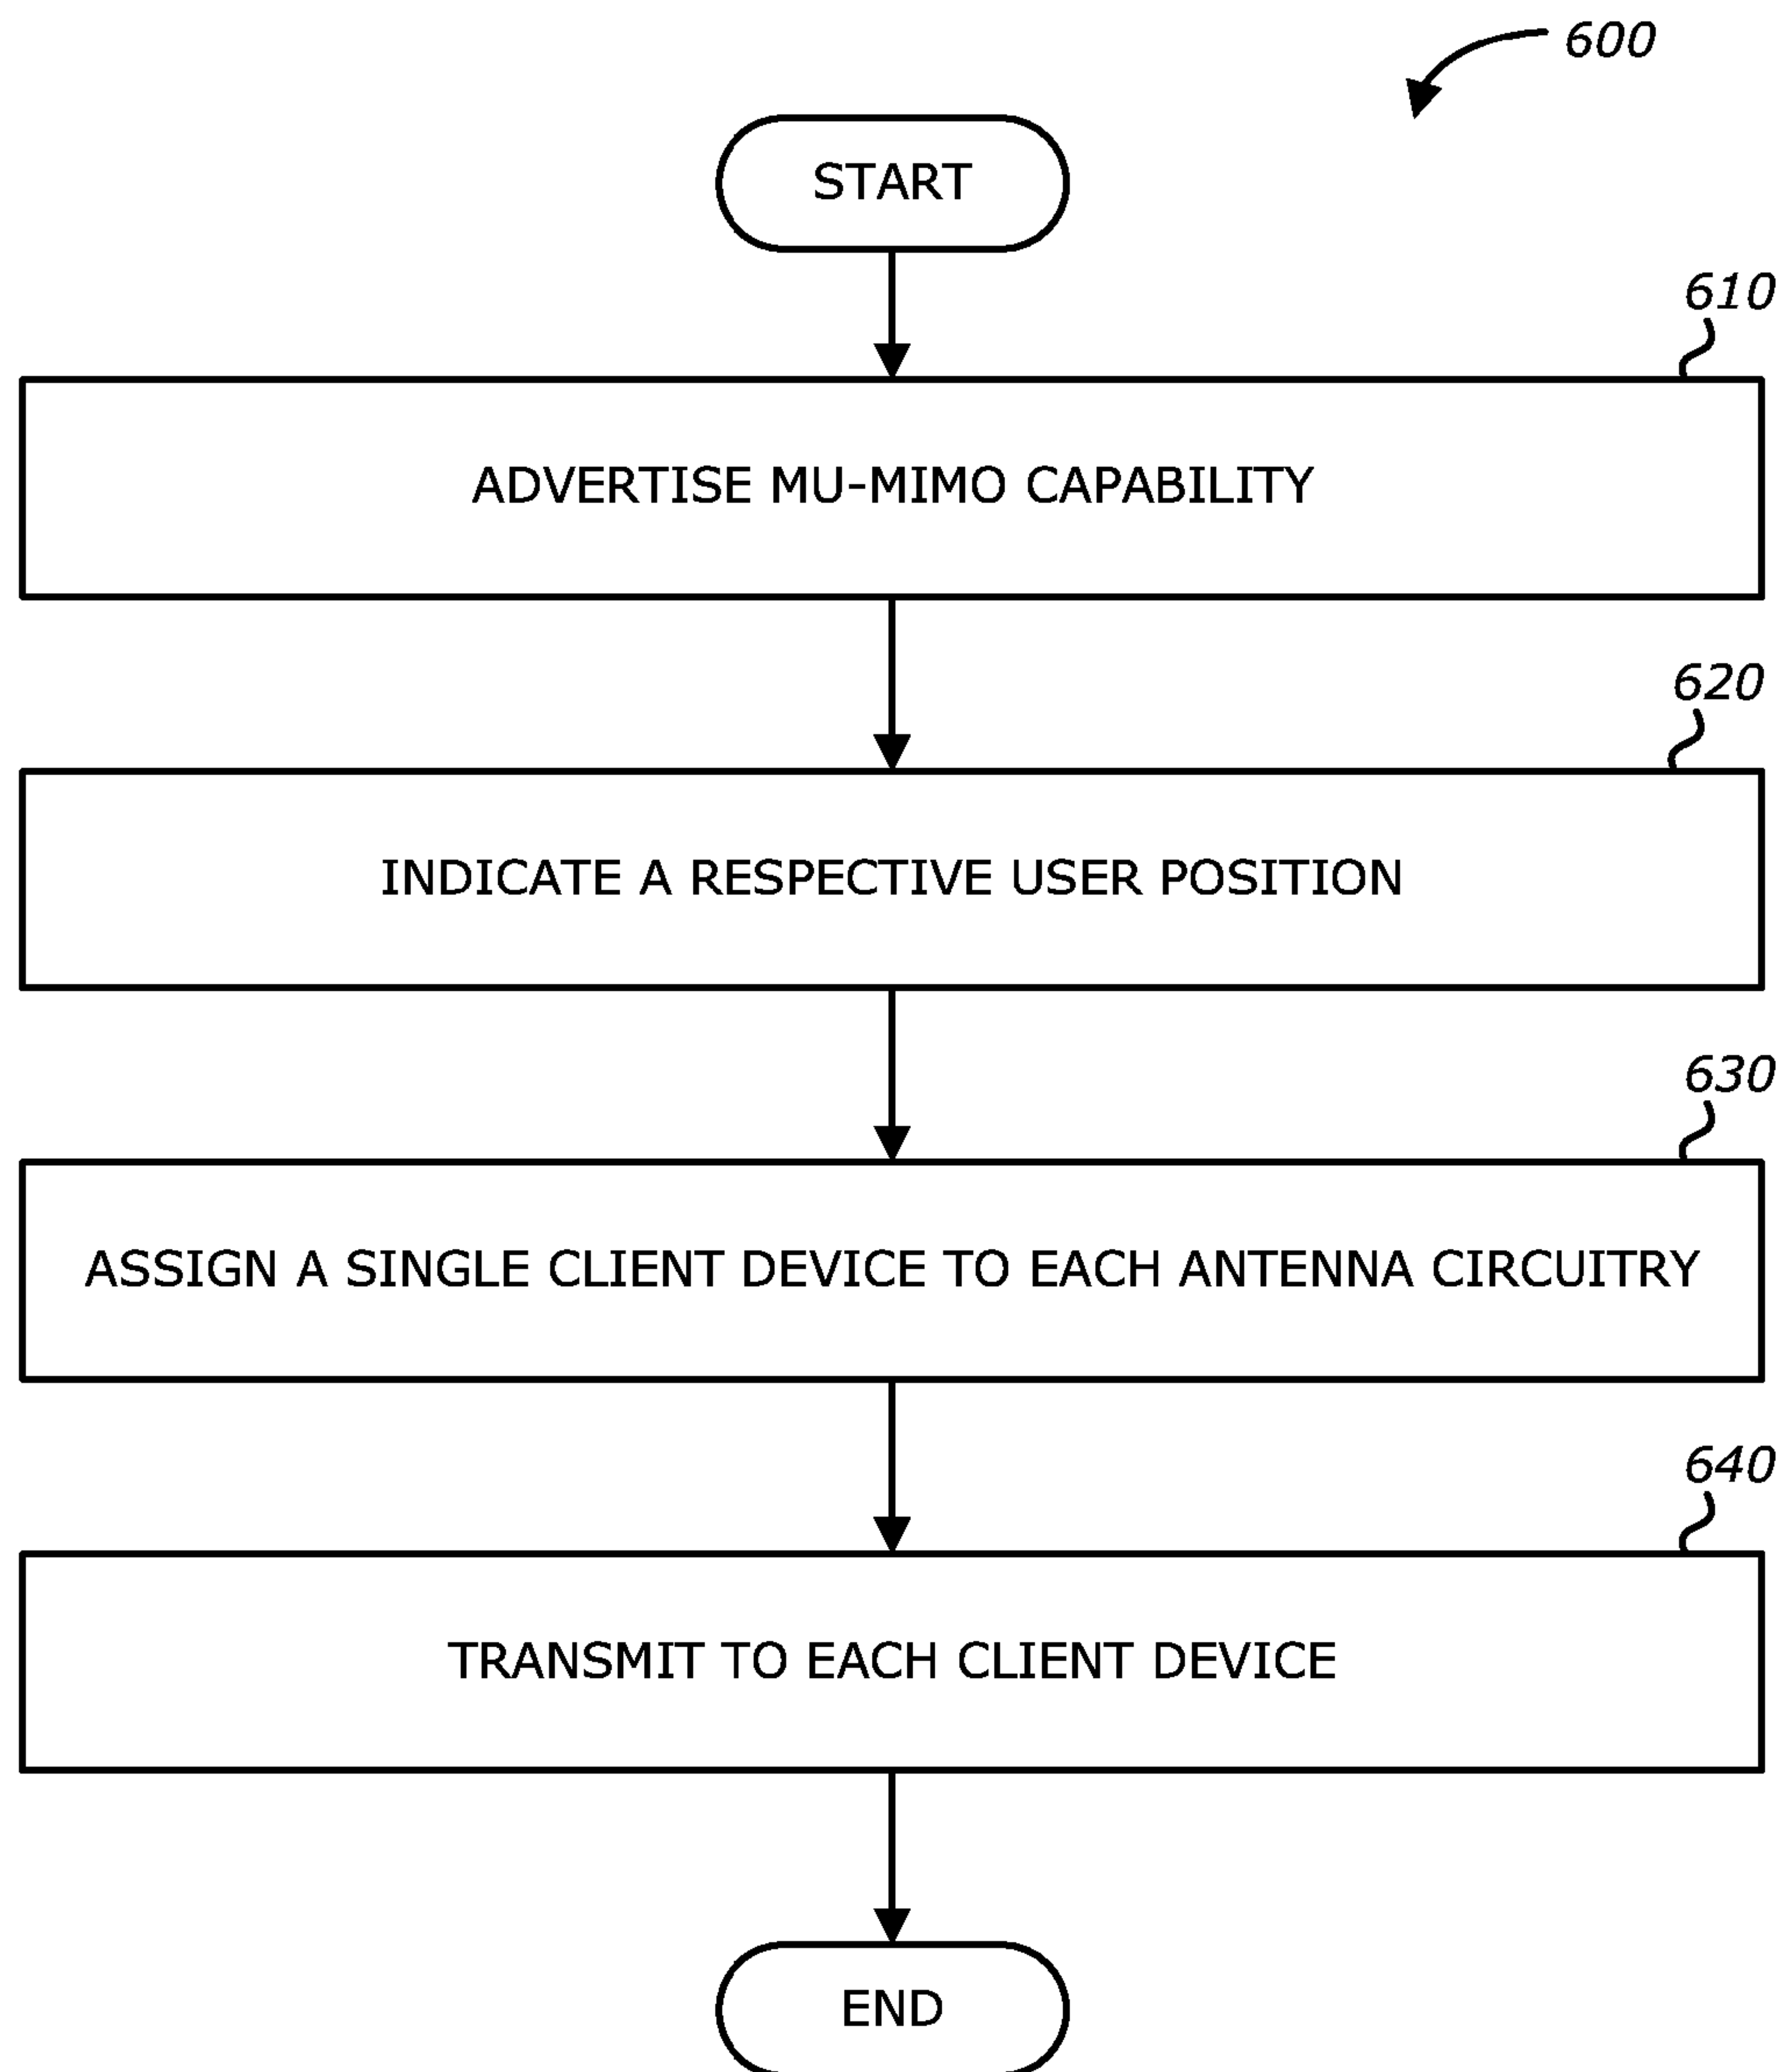 600
START
610
ADVERTISE MU-MIMO CAPABILITY
620
INDICATE A RESPECTIVE USER POSITION
630
ASSIGN A SINGLE CLIENT DEVICE TO EACH ANTENNA CIRCUITRY
640
TRANSMIT TO EACH CLIENT DEVICE
END